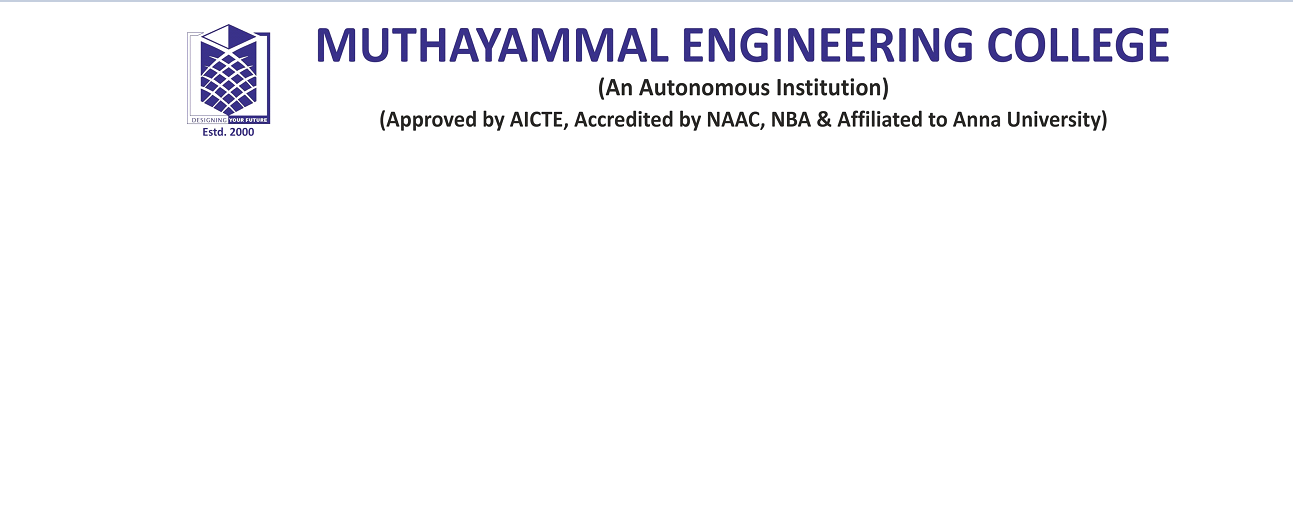 MUTHAYAMMAL ENGINEERING COLLEGE
(An Autonomous Institution)
(Approved by AICTE, Accredited by NAAC, NBA & Affiliated to Anna University)
DESIGNING YOUR FUTURE
Estd. 2000